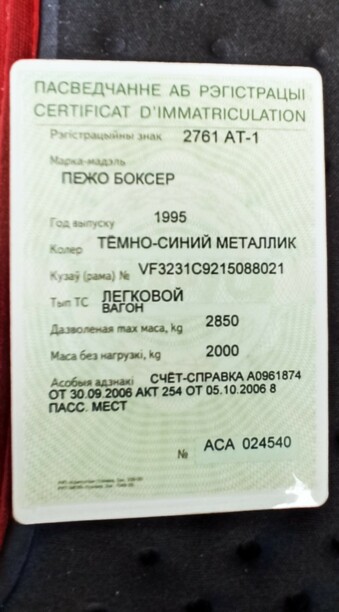 ПАСВЕДЧАННЕ АБ РЭГІСТРАЦЫІ
CERTIFICAT D'IMMATRICULATION
Рэгістрацыйны знак 2761 AT-1
Марка-мадэль
ПЕЖО БОКСЕР
Год выпуску 1995
Колер ТЁМНО-СИНИЙ МЕТАЛЛИК
Кузаў (рама) № VF3231C9215088021
Тып ТС ЛЕГКОВОЙ
ВАГОН
Дазволеная max маса, kg 2850
Маса без нагрузкі, kg 2000
Асобыя адзнакі СЧЁТ-СПРАВКА А0961874
ОТ 30.09.2006 АКТ 254 ОТ 05.10.2006 8
ПАСС. МЕСТ
№ АСА 024540